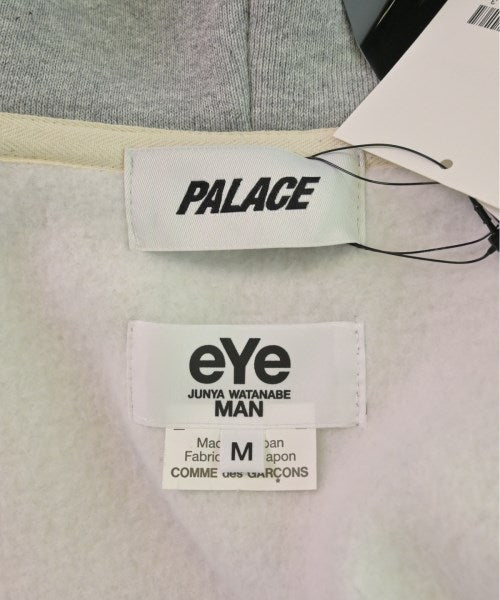 PALACE
eYe
JUNYA WATANABE
MAN
M
COMME des GARÇONS